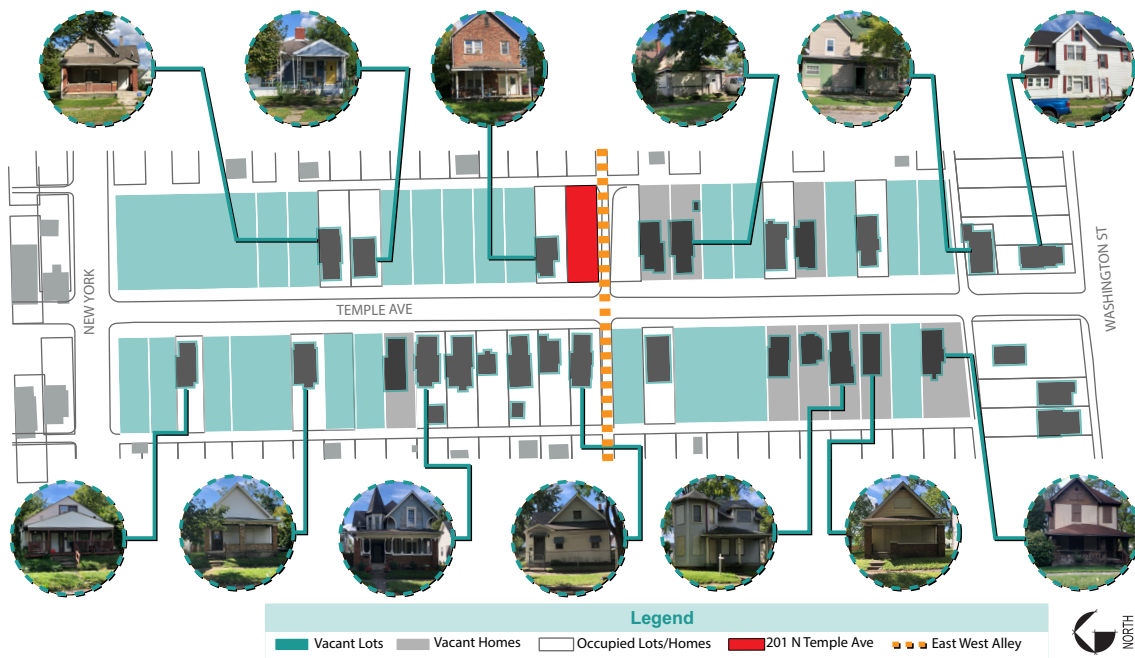 NEW YORK
TEMPLE AVE
WASHINGTON ST
Legend
Vacant Lots
Vacant Homes
Occupied Lots/Homes
201 N Temple Ave
East West Alley
NORTH